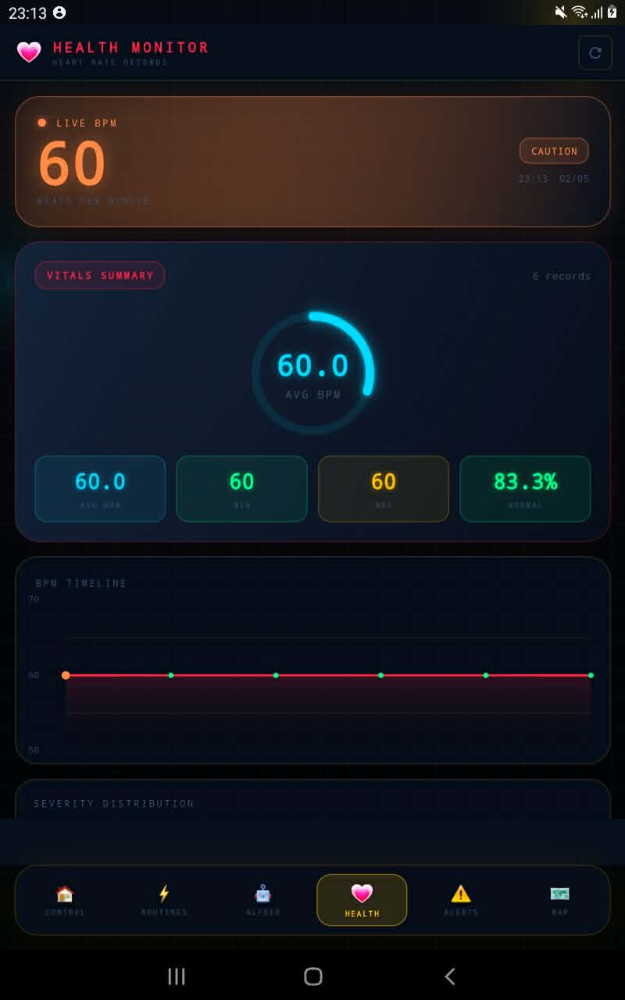 23:13
HEALTH MONITOR
HEART RATE RECORDS
LIVE BPM
60
BEATS PER MINUTE
CAUTION
23:13 02/05
VITALS SUMMARY
6 records
60.0
AVG BPM
60.0
AVG BPM
60
MIN
60
MAX
83.3%
NORMAL
BPM TIMELINE
70
60
50
SEVERITY DISTRIBUTION
CONTROL
ROUTINES
ALFRED
HEALTH
ALERTS
MAP